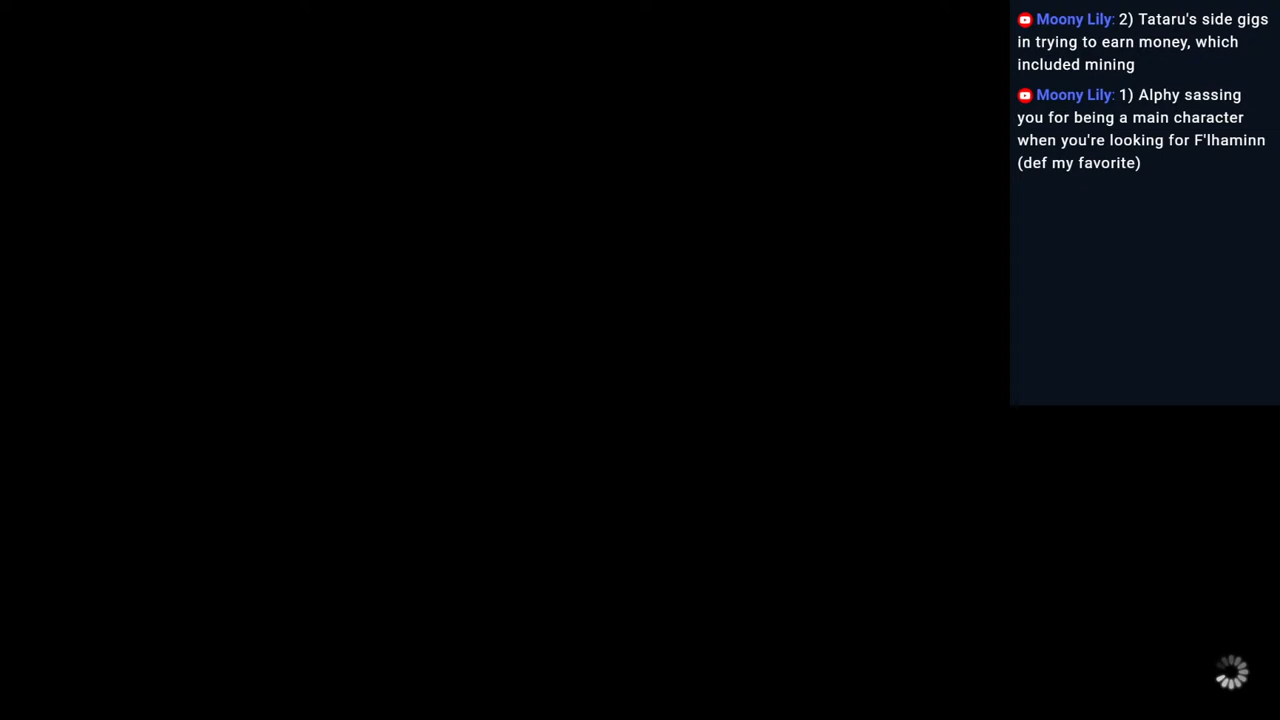 Moony Lily: 2) Tataru's side gigs
in trying to earn money, which
included mining
Moony Lily: 1) Alphy sassing
you for being a main character
when you're looking for F'lhaminn
(def my favorite)